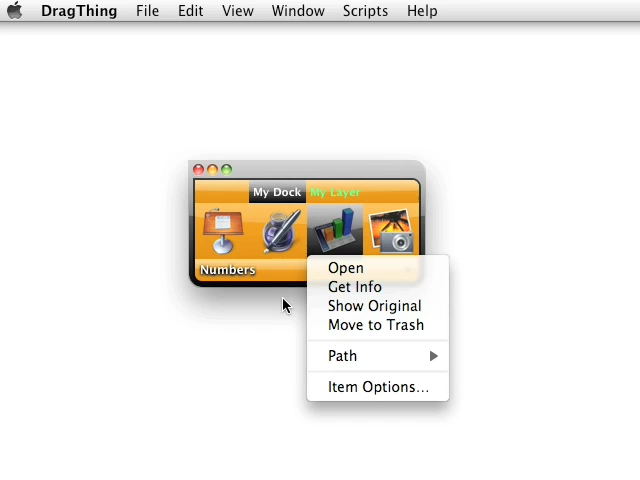 DragThing File Edit View Window Scripts Help
My Dock My Layer
Numbers
Open
Get Info
Show Original
Move to Trash
Path
Item Options...